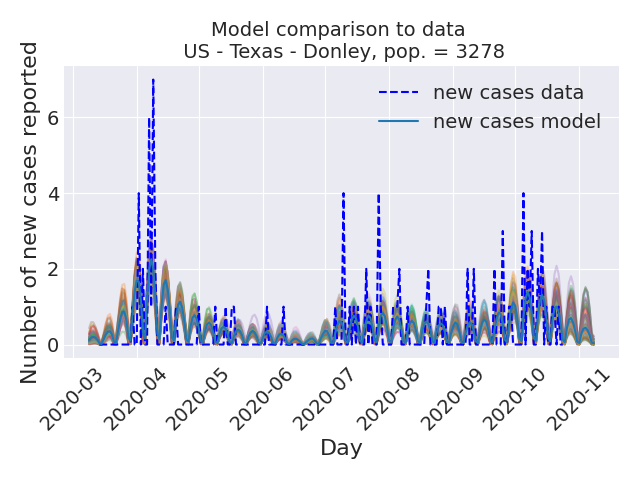 Model comparison to data
US - Texas - Donley, pop. = 3278
Number of new cases reported
6
4
2
0
new cases data
new cases model
2020-03
2020-04
2020-05
2020-06
2020-07
2020-08
2020-09
2020-10
2020-11
Day